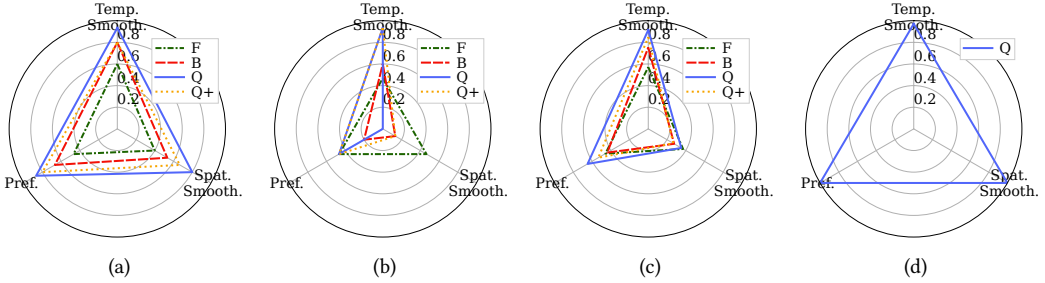 Temp.
Smooth.
0.8
0.6
0.4
0.2
F
B
Q
Q+
Pref.
Spat.
Smooth.
(a)
Temp.
Smooth.
0.8
0.6
0.4
0.2
F
B
Q
Q+
Pref.
Spat.
Smooth.
(b)
Temp.
Smooth.
0.8
0.6
0.4
0.2
F
B
Q
Q+
Pref.
Spat.
Smooth.
(c)
Temp.
Smooth.
0.8
0.6
0.4
0.2
Q
Pref.
Spat.
Smooth.
(d)